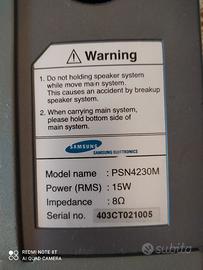 Warning
1. Do not holding speaker system
while move main system.
This causes an accident by breakup
speaker system.
2. When carrying main system,
please hold bottom side of
main system.
SAMSUNG
SAMSUNG ELECTRONICS
Model name : PSN4230M
Power (RMS) : 15W
Impedance : 8Ω
Serial no. 403CT021005
REDMI NOTE 8T
AI QUAD CAMERA
subito